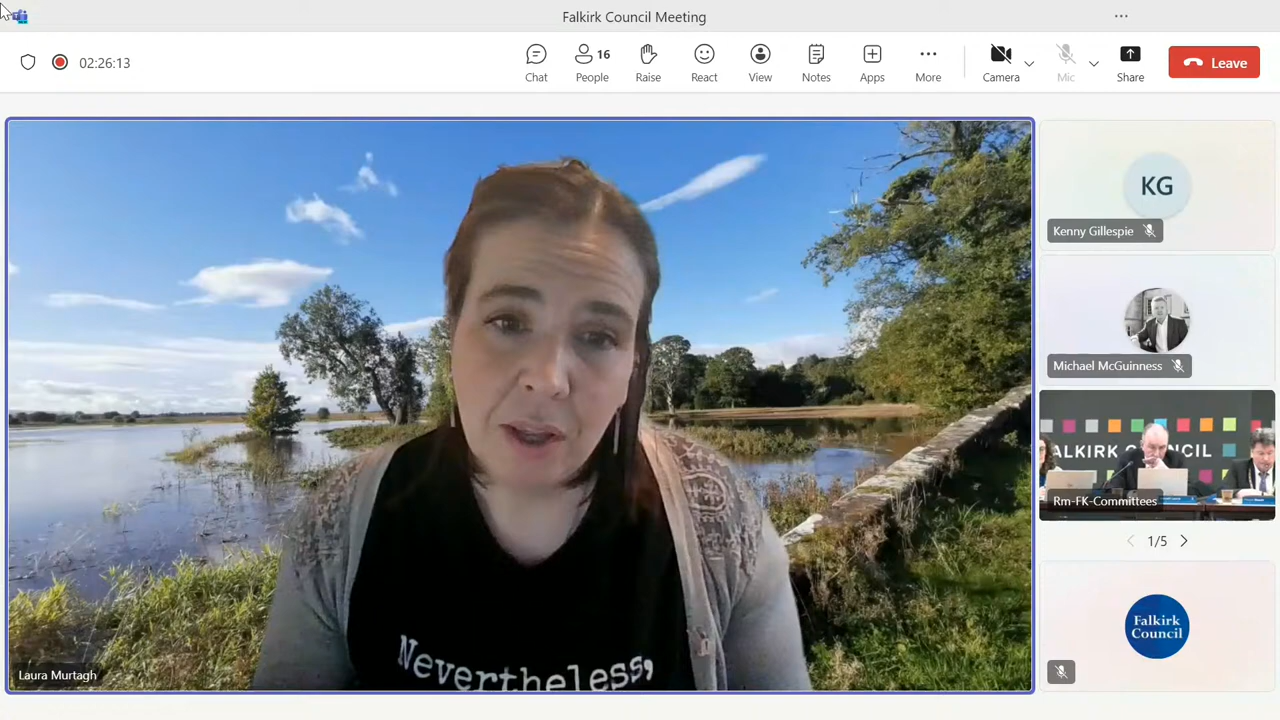 Falkirk Council Meeting
02:26:13
Chat
16
People
Raise
React
View
Notes
Apps
More
Camera
Mic
Share
Leave
KG
Kenny Gillespie
Michael McGuinness
FALKIRK COUNCIL
Rm-FK-Committees
1/5
Falkirk
Council
Nevertheless,
Laura Murtagh